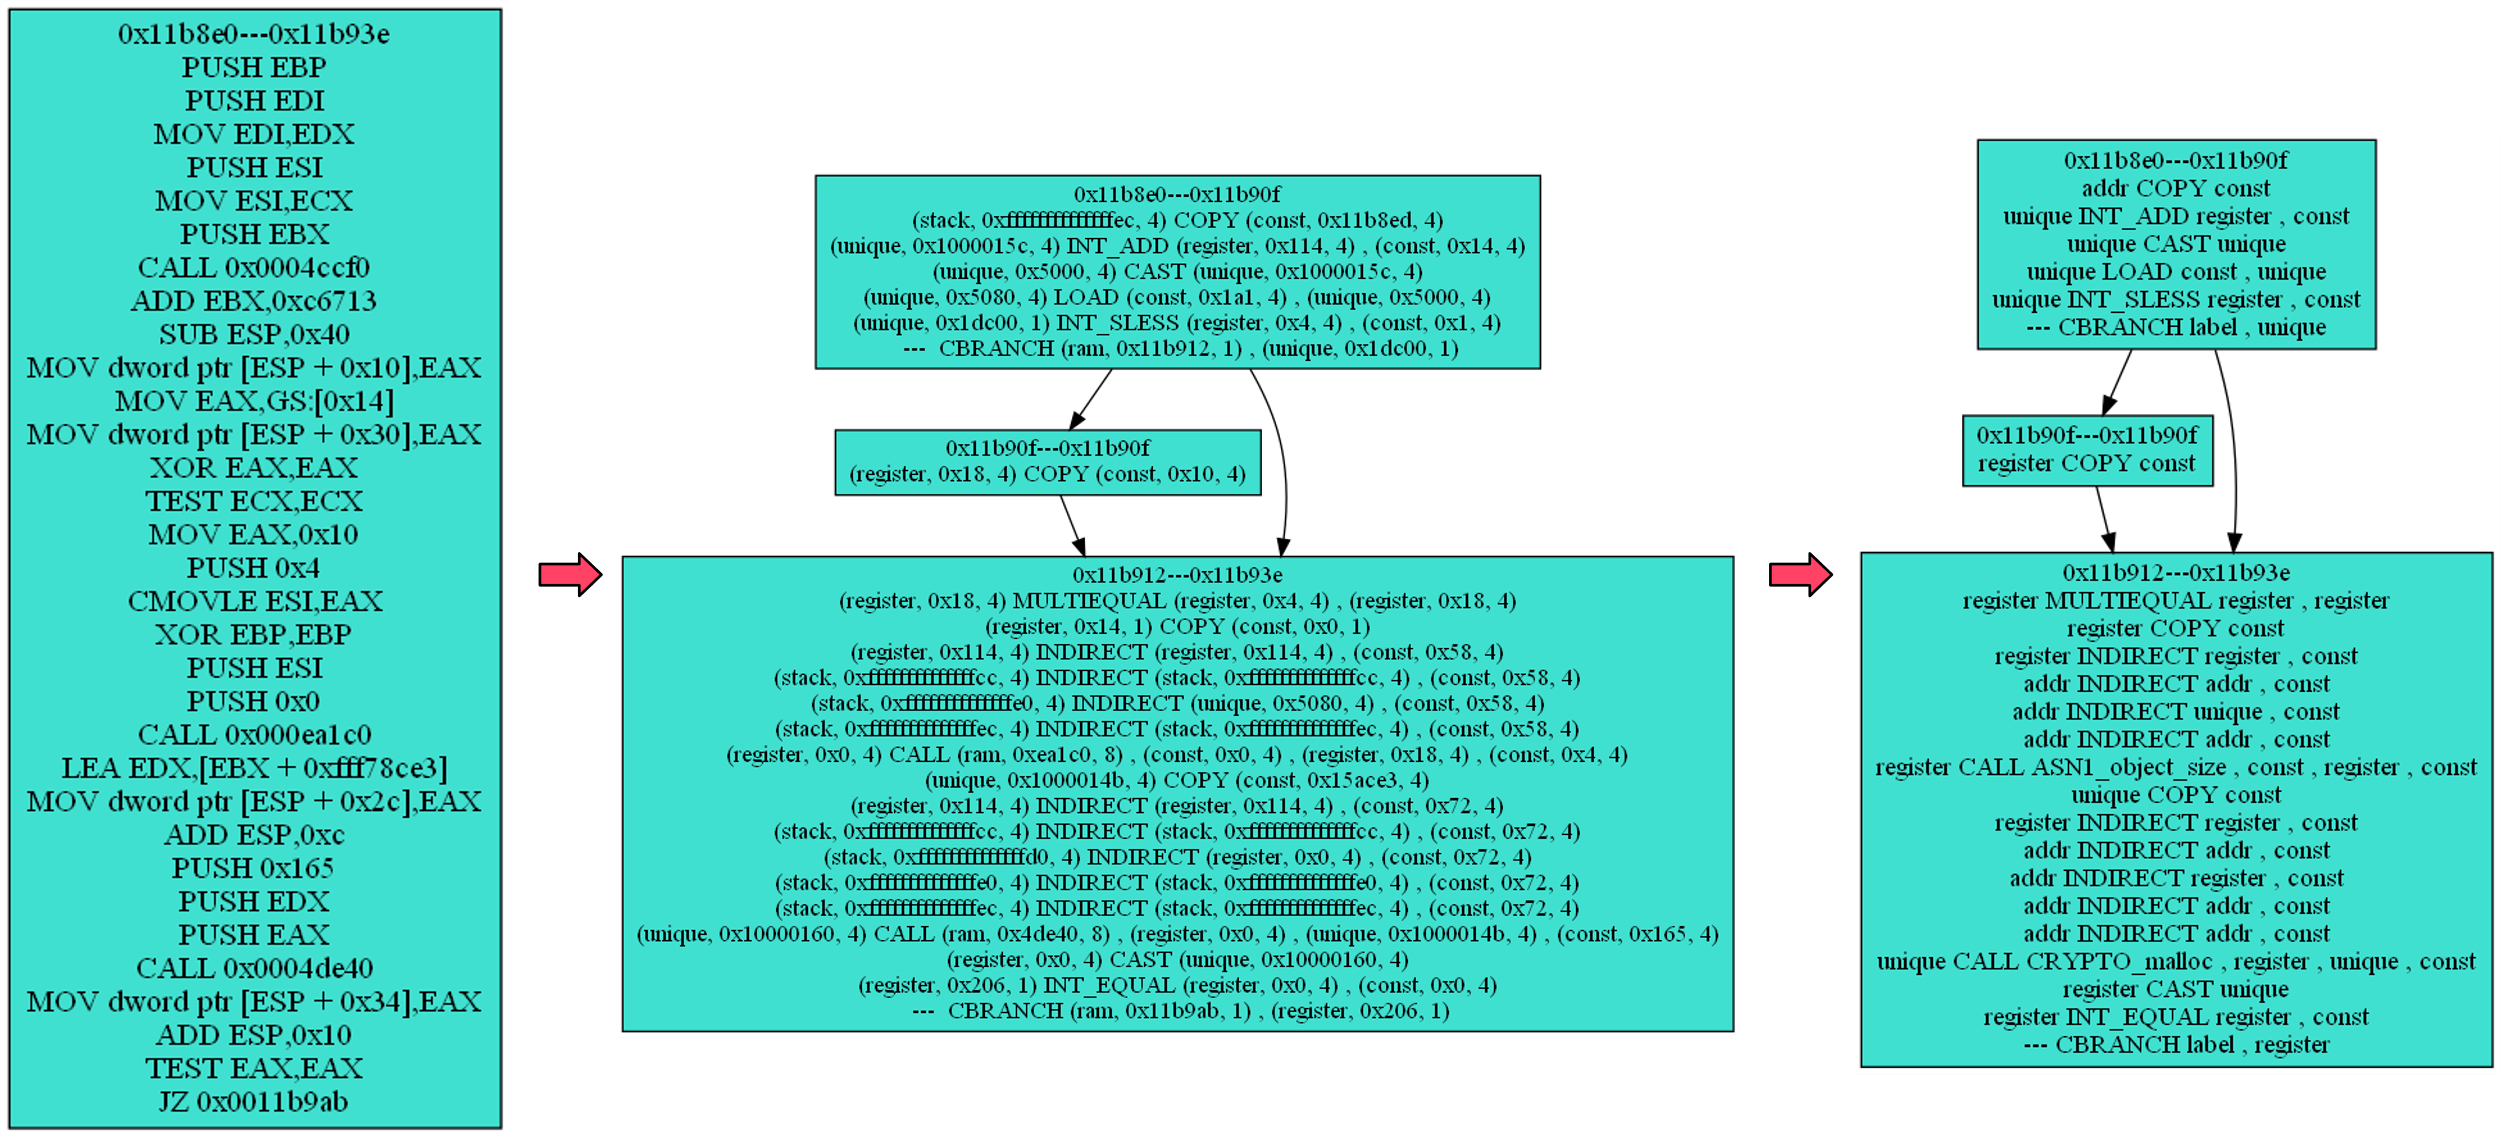 0x11b8e0---0x11b93e
PUSH EBP
PUSH EDI
MOV EDI,EDX
PUSH ESI
MOV ESI,ECX
PUSH EBX
CALL 0x0004ccf0
ADD EBX,0xc6713
SUB ESP,0x40
MOV dword ptr [ESP + 0x10],EAX
MOV EAX,GS:[0x14]
MOV dword ptr [ESP + 0x30],EAX
XOR EAX,EAX
TEST ECX,ECX
MOV EAX,0x10
PUSH 0x4
CMOVLE ESI,EAX
XOR EBP,EBP
PUSH ESI
PUSH 0x0
CALL 0x000ea1c0
LEA EDX,[EBX + 0xfff78ce3]
MOV dword ptr [ESP + 0x2c],EAX
ADD ESP,0xc
PUSH 0x165
PUSH EDX
PUSH EAX
CALL 0x0004de40
MOV dword ptr [ESP + 0x34],EAX
ADD ESP,0x10
TEST EAX,EAX
JZ 0x0011b9ab
0x11b8e0---0x11b90f
(stack, 0xffffffffffffffec, 4) COPY (const, 0x11b8ed, 4)
(unique, 0x1000015c, 4) INT_ADD (register, 0x114, 4) , (const, 0x14, 4)
(unique, 0x5000, 4) CAST (unique, 0x1000015c, 4)
(unique, 0x5080, 4) LOAD (const, 0x1a1, 4) , (unique, 0x5000, 4)
(unique, 0x1dc00, 1) INT_SLESS (register, 0x4, 4) , (const, 0x1, 4)
--- CBRANCH (ram, 0x11b912, 1) , (unique, 0x1dc00, 1)
0x11b90f---0x11b90f
(register, 0x18, 4) COPY (const, 0x10, 4)
0x11b912---0x11b93e
(register, 0x18, 4) MULTIEQUAL (register, 0x4, 4) , (register, 0x18, 4)
(register, 0x14, 1) COPY (const, 0x0, 1)
(register, 0x114, 4) INDIRECT (register, 0x114, 4) , (const, 0x58, 4)
(stack, 0xffffffffffffffcc, 4) INDIRECT (stack, 0xffffffffffffffcc, 4) , (const, 0x58, 4)
(stack, 0xffffffffffffffe0, 4) INDIRECT (unique, 0x5080, 4) , (const, 0x58, 4)
(stack, 0xffffffffffffffec, 4) INDIRECT (stack, 0xffffffffffffffec, 4) , (const, 0x58, 4)
(register, 0x0, 4) CALL (ram, 0xea1c0, 8) , (const, 0x0, 4) , (register, 0x18, 4) , (const, 0x4, 4)
(unique, 0x1000014b, 4) COPY (const, 0x15ace3, 4)
(register, 0x114, 4) INDIRECT (register, 0x114, 4) , (const, 0x72, 4)
(stack, 0xffffffffffffffcc, 4) INDIRECT (stack, 0xffffffffffffffcc, 4) , (const, 0x72, 4)
(stack, 0xffffffffffffffd0, 4) INDIRECT (register, 0x0, 4) , (const, 0x72, 4)
(stack, 0xffffffffffffffe0, 4) INDIRECT (stack, 0xffffffffffffffe0, 4) , (const, 0x72, 4)
(stack, 0xffffffffffffffec, 4) INDIRECT (stack, 0xffffffffffffffec, 4) , (const, 0x72, 4)
(unique, 0x10000160, 4) CALL (ram, 0x4de40, 8) , (register, 0x0, 4) , (unique, 0x1000014b, 4) , (const, 0x165, 4)
(register, 0x0, 4) CAST (unique, 0x10000160, 4)
(register, 0x206, 1) INT_EQUAL (register, 0x0, 4) , (const, 0x0, 4)
--- CBRANCH (ram, 0x11b9ab, 1) , (register, 0x206, 1)
0x11b8e0---0x11b90f
addr COPY const
unique INT_ADD register , const
unique CAST unique
unique LOAD const , unique
unique INT_SLESS register , const
--- CBRANCH label , unique
0x11b90f---0x11b90f
register COPY const
0x11b912---0x11b93e
register MULTIEQUAL register , register
register COPY const
register INDIRECT register , const
addr INDIRECT addr , const
addr INDIRECT unique , const
addr INDIRECT addr , const
register CALL ASN1_object_size , const , register , const
unique COPY const
register INDIRECT register , const
addr INDIRECT addr , const
addr INDIRECT register , const
addr INDIRECT addr , const
addr INDIRECT addr , const
unique CALL CRYPTO_malloc , register , unique , const
register CAST unique
register INT_EQUAL register , const
--- CBRANCH label , register